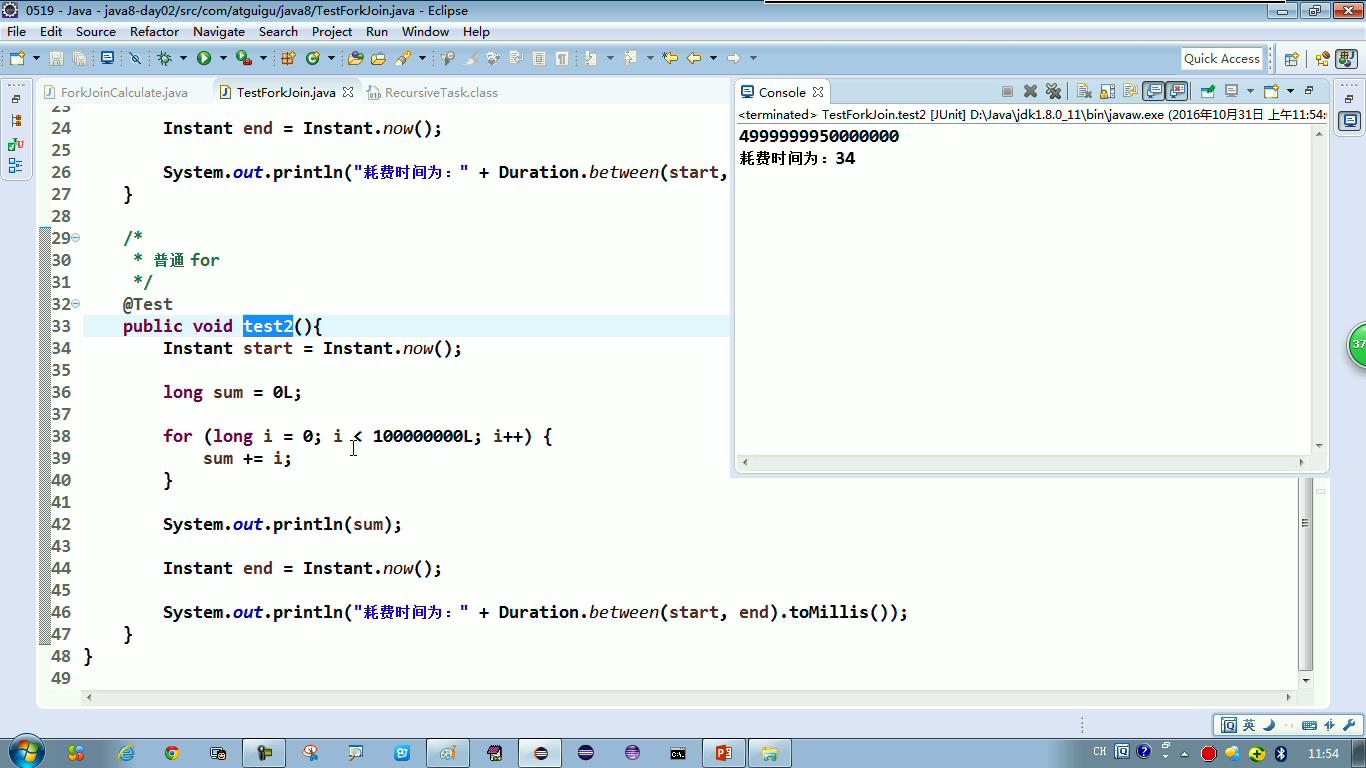 0519 - Java - java8-day02/src/com/atguigu/java8/TestForkJoin.java - Eclipse
File Edit Source Refactor Navigate Search Project Run Window Help
Quick Access
ForkJoinCalculate.java TestForkJoin.java RecursiveTask.class
24 Instant end = Instant.now();
25
26 System.out.println("耗费时间为：" + Duration.between(start,
27 }
28
29 /*
30 * 普通 for
31 */
32 @Test
33 public void test2(){
34 Instant start = Instant.now();
35
36 long sum = 0L;
37
38 for (long i = 0; i < 100000000L; i++) {
39 sum += i;
40 }
41
42 System.out.println(sum);
43
44 Instant end = Instant.now();
45
46 System.out.println("耗费时间为：" + Duration.between(start, end).toMillis());
47 }
48 }
49
Console
<terminated> TestForkJoin.test2 [JUnit] D:\Java\jdk1.8.0_11\bin\javaw.exe (2016年10月31日 上午11:54:
4999999950000000
耗费时间为：34
37
英
CH
11:54